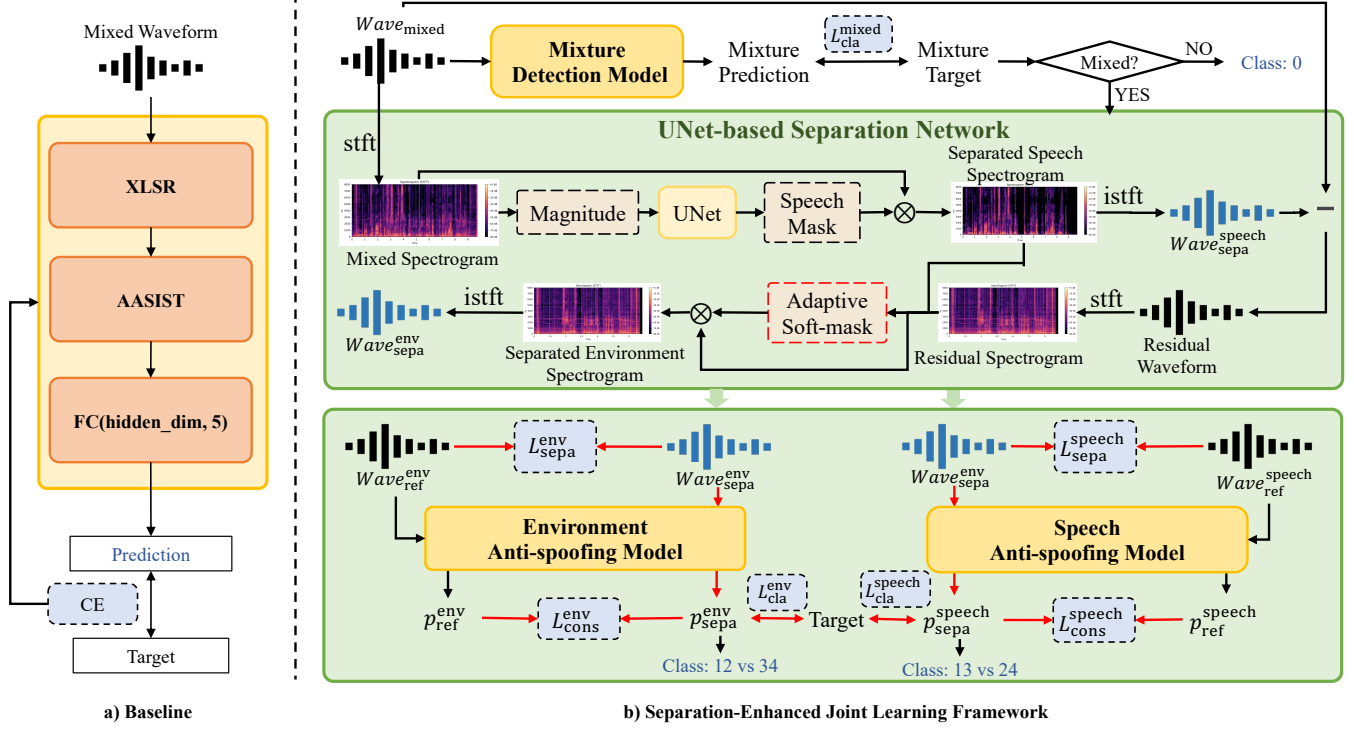 Mixed Waveform
XLSR
AASIST
FC(hidden_dim, 5)
Prediction
CE
Target
a) Baseline
Wave_mixed
Mixture
Detection Model
Mixture
Prediction
L_cla^mixed
Mixture
Target
Mixed?
NO
Class: 0
YES
UNet-based Separation Network
stft
Mixed Spectrogram
Magnitude
UNet
Speech
Mask
Separated Speech
Spectrogram
istft
Wave_sepa^speech
Wave_sepa^env
istft
Separated Environment
Spectrogram
Adaptive
Soft-mask
Residual Spectrogram
stft
Residual
Waveform
Wave_ref^env
L_sepa^env
Wave_sepa^env
Wave_sepa^env
L_sepa^speech
Wave_ref^speech
Environment
Anti-spoofing Model
Speech
Anti-spoofing Model
p_ref^env
L_cons^env
p_sepa^env
L_cla^env
Target
L_cla^speech
p_sepa^speech
L_cons^speech
p_ref^speech
Class: 12 vs 34
Class: 13 vs 24
b) Separation-Enhanced Joint Learning Framework